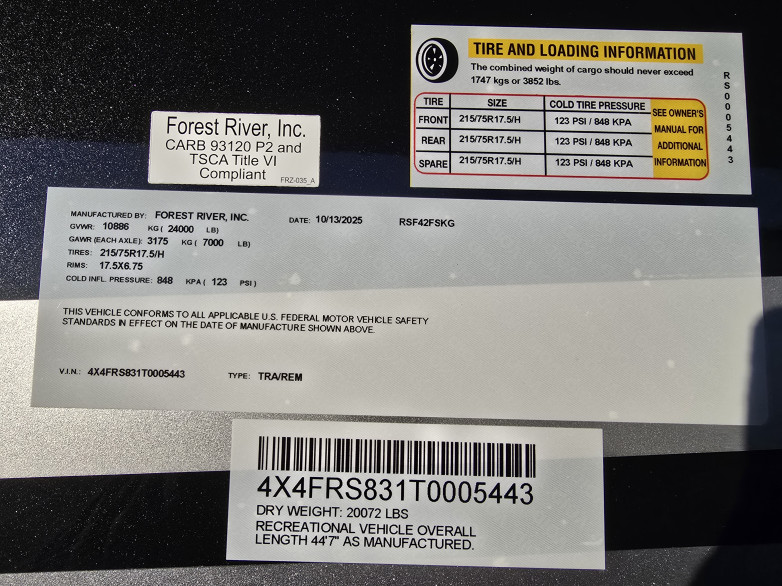 TIRE AND LOADING INFORMATION
The combined weight of cargo should never exceed
1747 kgs or 3852 lbs.
TIRE SIZE COLD TIRE PRESSURE
FRONT 215/75R17.5/H 123 PSI / 848 KPA
REAR 215/75R17.5/H 123 PSI / 848 KPA
SPARE 215/75R17.5/H 123 PSI / 848 KPA
SEE OWNER'S
MANUAL FOR
ADDITIONAL
INFORMATION
RS0005443
Forest River, Inc.
CARB 93120 P2 and
TSCA Title VI
Compliant
FRZ-035_A
MANUFACTURED BY: FOREST RIVER, INC. DATE: 10/13/2025 RSF42FSKG
GVWR: 10886 KG ( 24000 LB)
GAWR (EACH AXLE): 3175 KG ( 7000 LB)
TIRES: 215/75R17.5/H
RIMS: 17.5X6.75
COLD INFL. PRESSURE: 848 KPA ( 123 PSI )
THIS VEHICLE CONFORMS TO ALL APPLICABLE U.S. FEDERAL MOTOR VEHICLE SAFETY
STANDARDS IN EFFECT ON THE DATE OF MANUFACTURE SHOWN ABOVE.
V.I.N.: 4X4FRS831T0005443 TYPE: TRA/REM
4X4FRS831T0005443
DRY WEIGHT: 20072 LBS
RECREATIONAL VEHICLE OVERALL
LENGTH 44'7" AS MANUFACTURED.